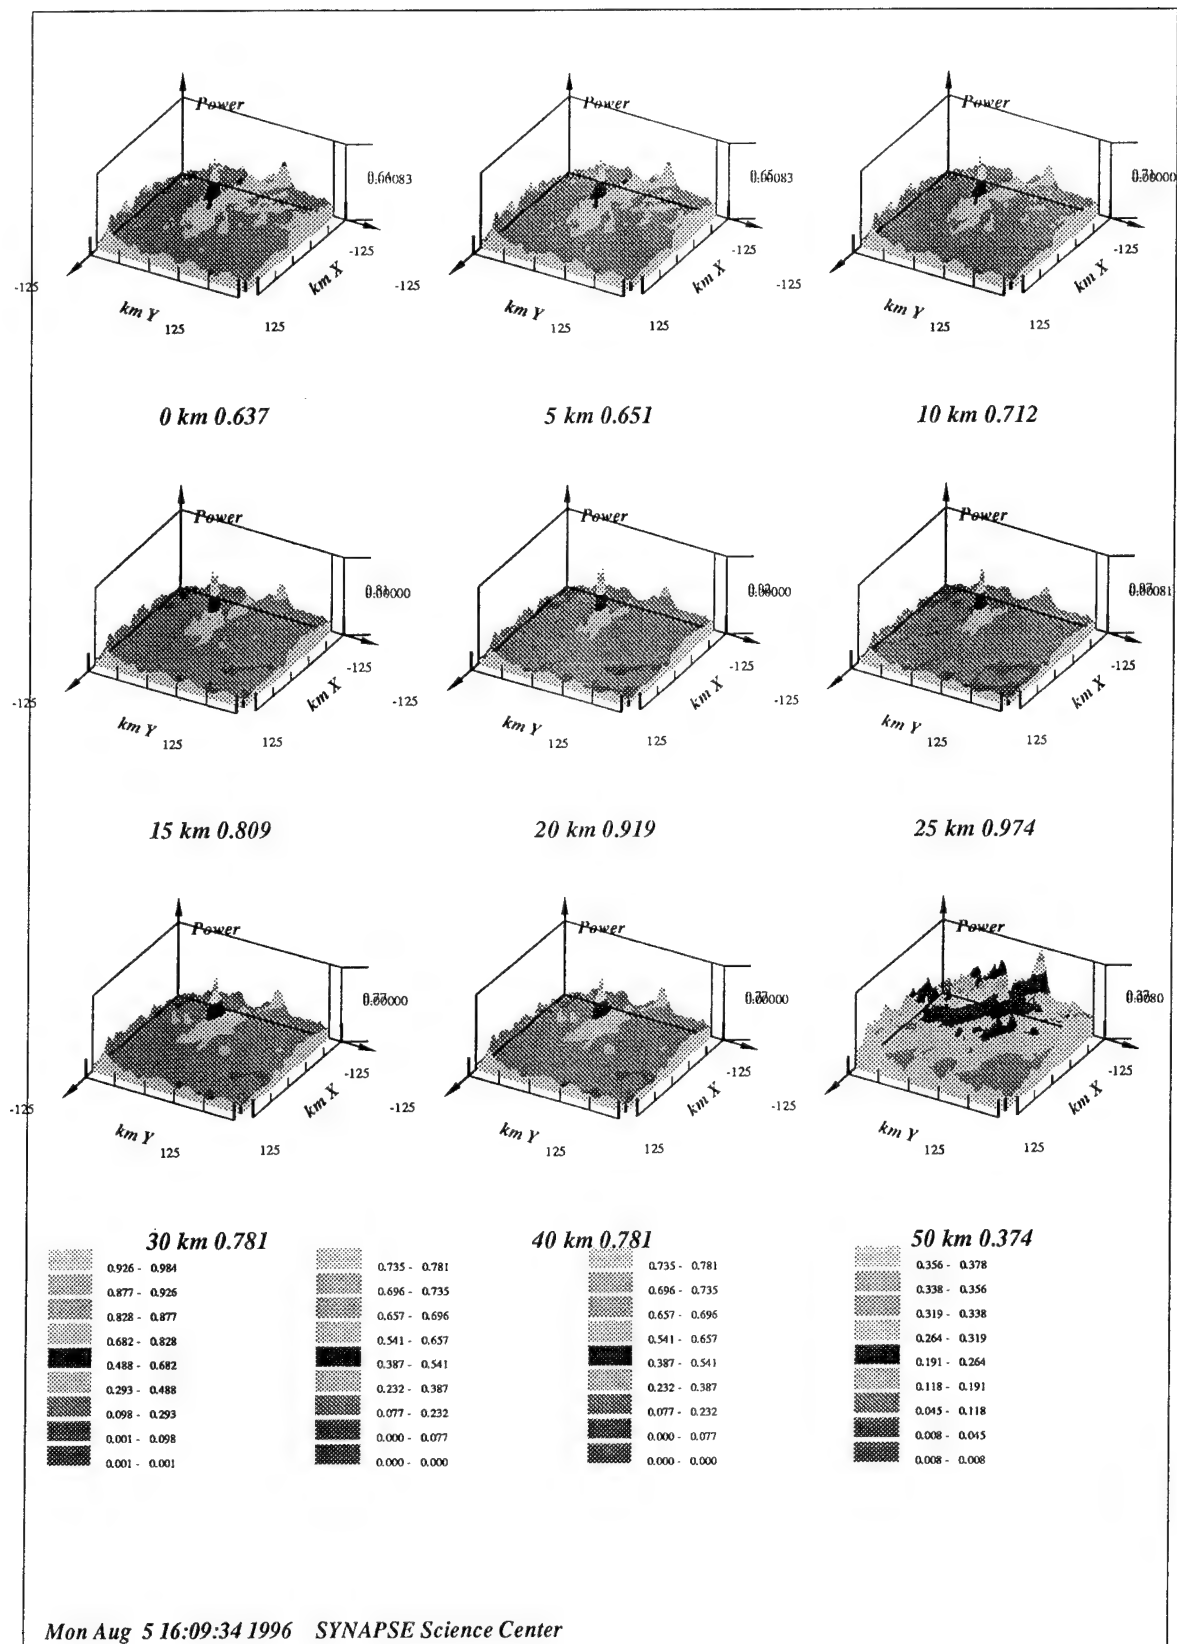 Power Power Power
-125 -125 -125
-125 km Y 125 125 km X -125 km Y 125 125 km X -125 km Y 125 125 km X
0 km 0.637 5 km 0.651 10 km 0.712
Power Power Power
-125 -125 -125
-125 km Y 125 125 km X -125 km Y 125 125 km X -125 km Y 125 125 km X
15 km 0.809 20 km 0.919 25 km 0.974
Power Power Power
-125 -125 -125
-125 km Y 125 125 km X -125 km Y 125 125 km X -125 km Y 125 125 km X
30 km 0.781 40 km 0.781 50 km 0.374
0.926 - 0.984 0.735 - 0.781 0.735 - 0.781 0.356 - 0.378
0.877 - 0.926 0.696 - 0.735 0.696 - 0.735 0.338 - 0.356
0.828 - 0.877 0.657 - 0.696 0.657 - 0.696 0.319 - 0.338
0.682 - 0.828 0.541 - 0.657 0.541 - 0.657 0.264 - 0.319
0.488 - 0.682 0.387 - 0.541 0.387 - 0.541 0.191 - 0.264
0.293 - 0.488 0.232 - 0.387 0.232 - 0.387 0.118 - 0.191
0.098 - 0.293 0.077 - 0.232 0.077 - 0.232 0.045 - 0.118
0.001 - 0.098 0.000 - 0.077 0.000 - 0.077 0.008 - 0.045
0.001 - 0.001 0.000 - 0.000 0.000 - 0.000 0.008 - 0.008
Mon Aug 5 16:09:34 1996 SYNAPSE Science Center